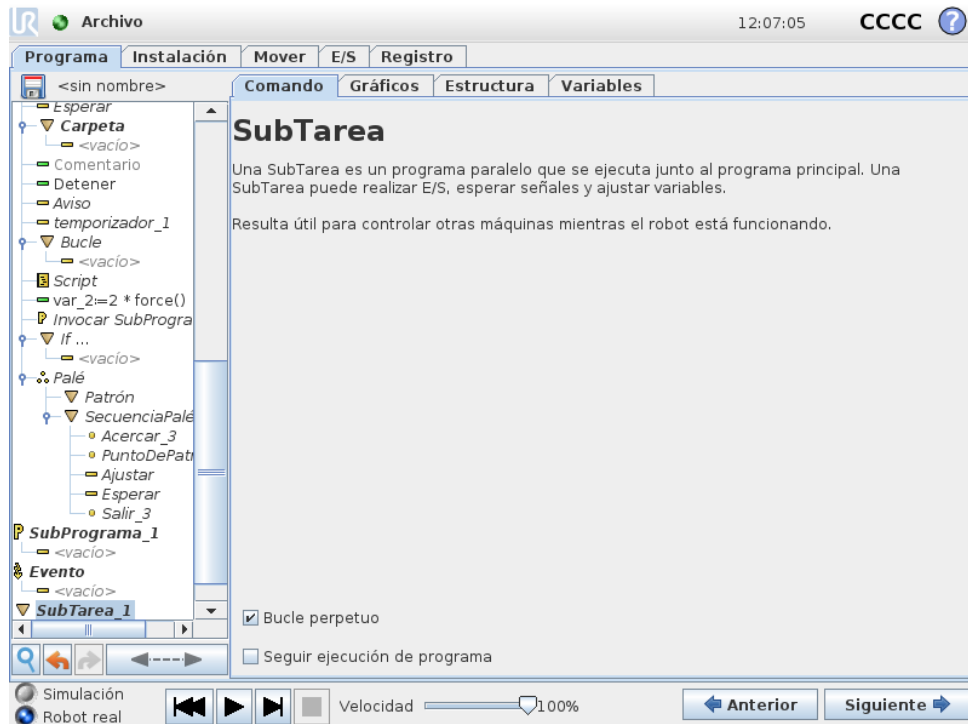 UR Archivo 12:07:05 CCCC ?
Programa Instalación Mover E/S Registro
<sin nombre> Comando Gráficos Estructura Variables
Esperar
Carpeta
<vacío>
Comentario
Detener
Aviso
temporizador_1
Bucle
<vacío>
Script
var_2:=2 * force()
Invocar SubProgra
If ...
<vacío>
Palé
Patrón
SecuenciaPalé
Acercar_3
PuntoDePatr
Ajustar
Esperar
Salir_3
SubPrograma_1
<vacío>
Evento
<vacío>
SubTarea_1
SubTarea
Una SubTarea es un programa paralelo que se ejecuta junto al programa principal. Una
SubTarea puede realizar E/S, esperar señales y ajustar variables.
Resulta útil para controlar otras máquinas mientras el robot está funcionando.
Bucle perpetuo
Seguir ejecución de programa
Simulación
Robot real
Velocidad 100%
Anterior Siguiente